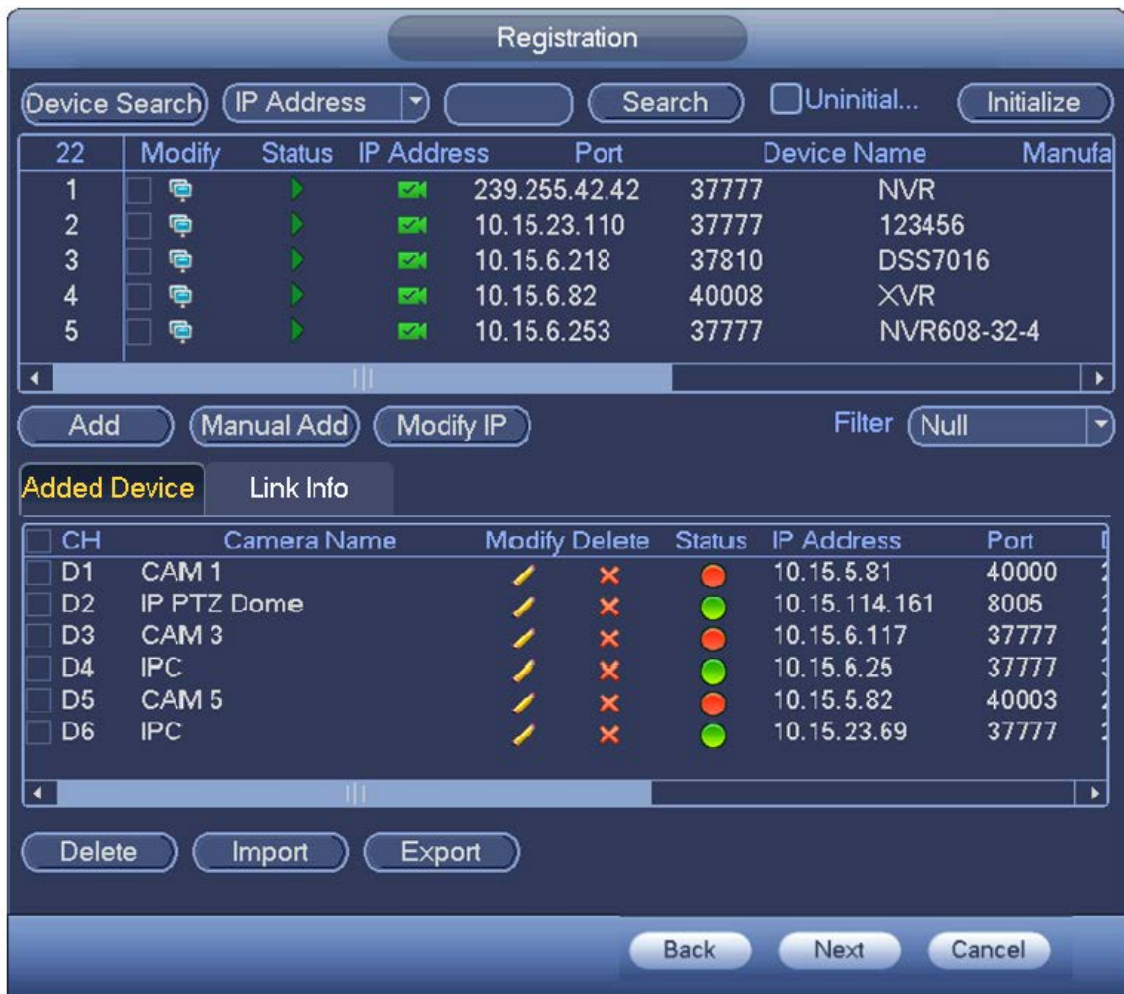 Registration
Device Search IP Address Search Uninitial... Initialize
22 Modify Status IP Address Port Device Name Manufa
1 239.255.42.42 37777 NVR
2 10.15.23.110 37777 123456
3 10.15.6.218 37810 DSS7016
4 10.15.6.82 40008 XVR
5 10.15.6.253 37777 NVR608-32-4
Add Manual Add Modify IP Filter Null
Added Device Link Info
CH Camera Name Modify Delete Status IP Address Port
D1 CAM 1 10.15.5.81 40000
D2 IP PTZ Dome 10.15.114.161 8005
D3 CAM 3 10.15.6.117 37777
D4 IPC 10.15.6.25 37777
D5 CAM 5 10.15.5.82 40003
D6 IPC 10.15.23.69 37777
Delete Import Export
Back Next Cancel